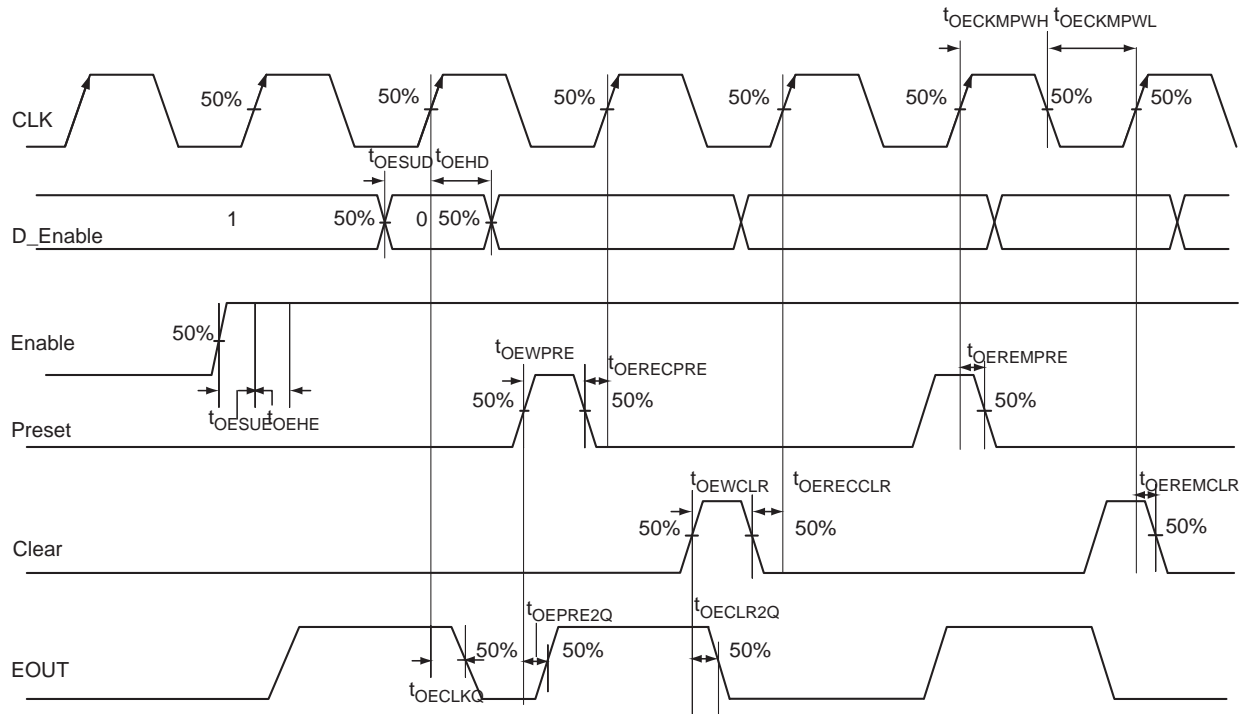 tOECKMPWH tOECKMPWL
50% 50% 50% 50% 50% 50% 50%
CLK
tOESUD tOEHD
1 50% 0 50%
D_Enable
50%
Enable
tOESUE tOEHE
tOEWPRE tOERECPRE tOEREMPRE
50% 50% 50%
Preset
tOEWCLR tOERECCLR tOEREMCLR
50% 50% 50%
Clear
tOEPRE2Q tOECLR2Q
50% 50% 50%
EOUT
tOECLKQ